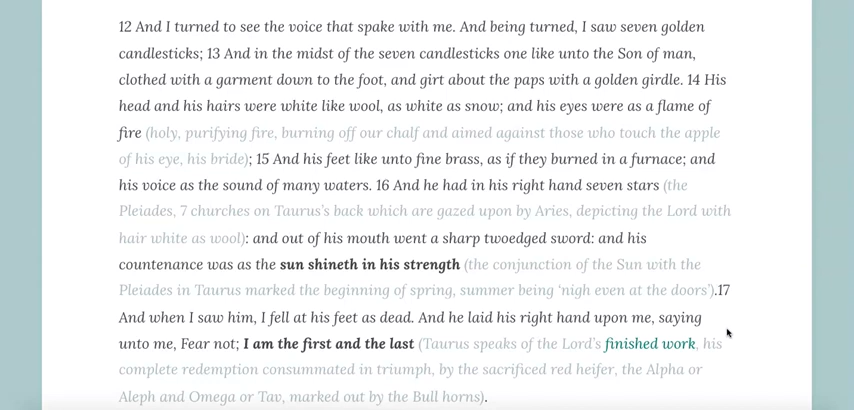 12 And I turned to see the voice that spake with me. And being turned, I saw seven golden
candlesticks; 13 And in the midst of the seven candlesticks one like unto the Son of man,
clothed with a garment down to the foot, and girt about the paps with a golden girdle. 14 His
head and his hairs were white like wool, as white as snow; and his eyes were as a flame of
fire (holy, purifying fire, burning off our chalf and aimed against those who touch the apple
of his eye, his bride); 15 And his feet like unto fine brass, as if they burned in a furnace; and
his voice as the sound of many waters. 16 And he had in his right hand seven stars (the
Pleiades, 7 churches on Taurus's back which are gazed upon by Aries, depicting the Lord with
hair white as wool): and out of his mouth went a sharp twoedged sword: and his
countenance was as the sun shineth in his strength (the conjunction of the Sun with the
Pleiades in Taurus marked the beginning of spring, summer being ‘nigh even at the doors’).17
And when I saw him, I fell at his feet as dead. And he laid his right hand upon me, saying
unto me, Fear not; I am the first and the last (Taurus speaks of the Lord's finished work, his
complete redemption consummated in triumph, by the sacrificed red heifer, the Alpha or
Aleph and Omega or Tav, marked out by the Bull horns).